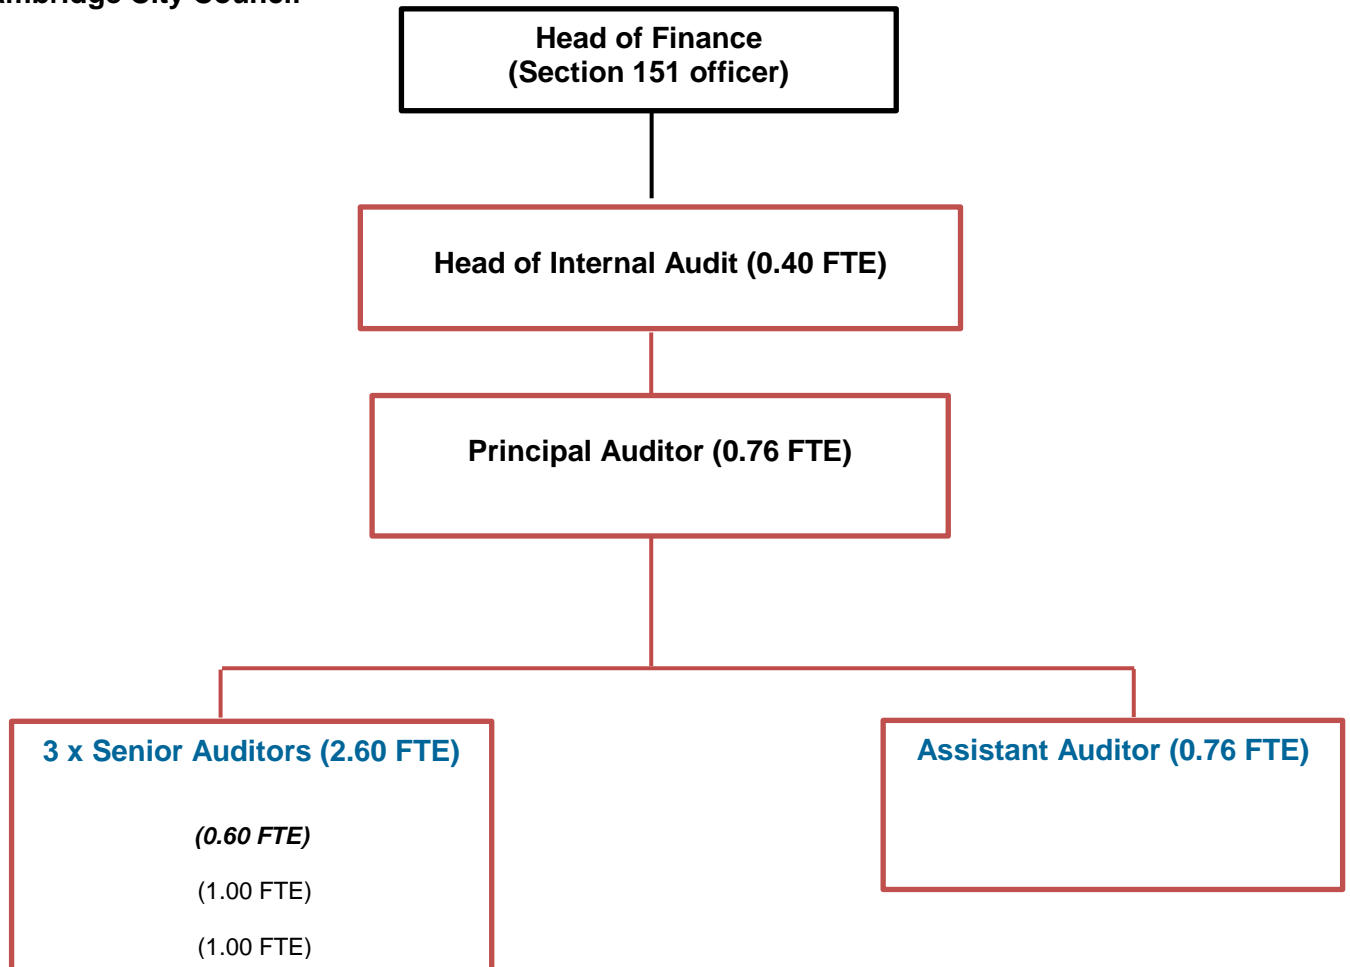 City Council
Head of Finance
(Section 151 officer)
Head of Internal Audit (0.40 FTE)
Principal Auditor (0.76 FTE)
3 x Senior Auditors (2.60 FTE)
(0.60 FTE)
(1.00 FTE)
(1.00 FTE)
Assistant Auditor (0.76 FTE)